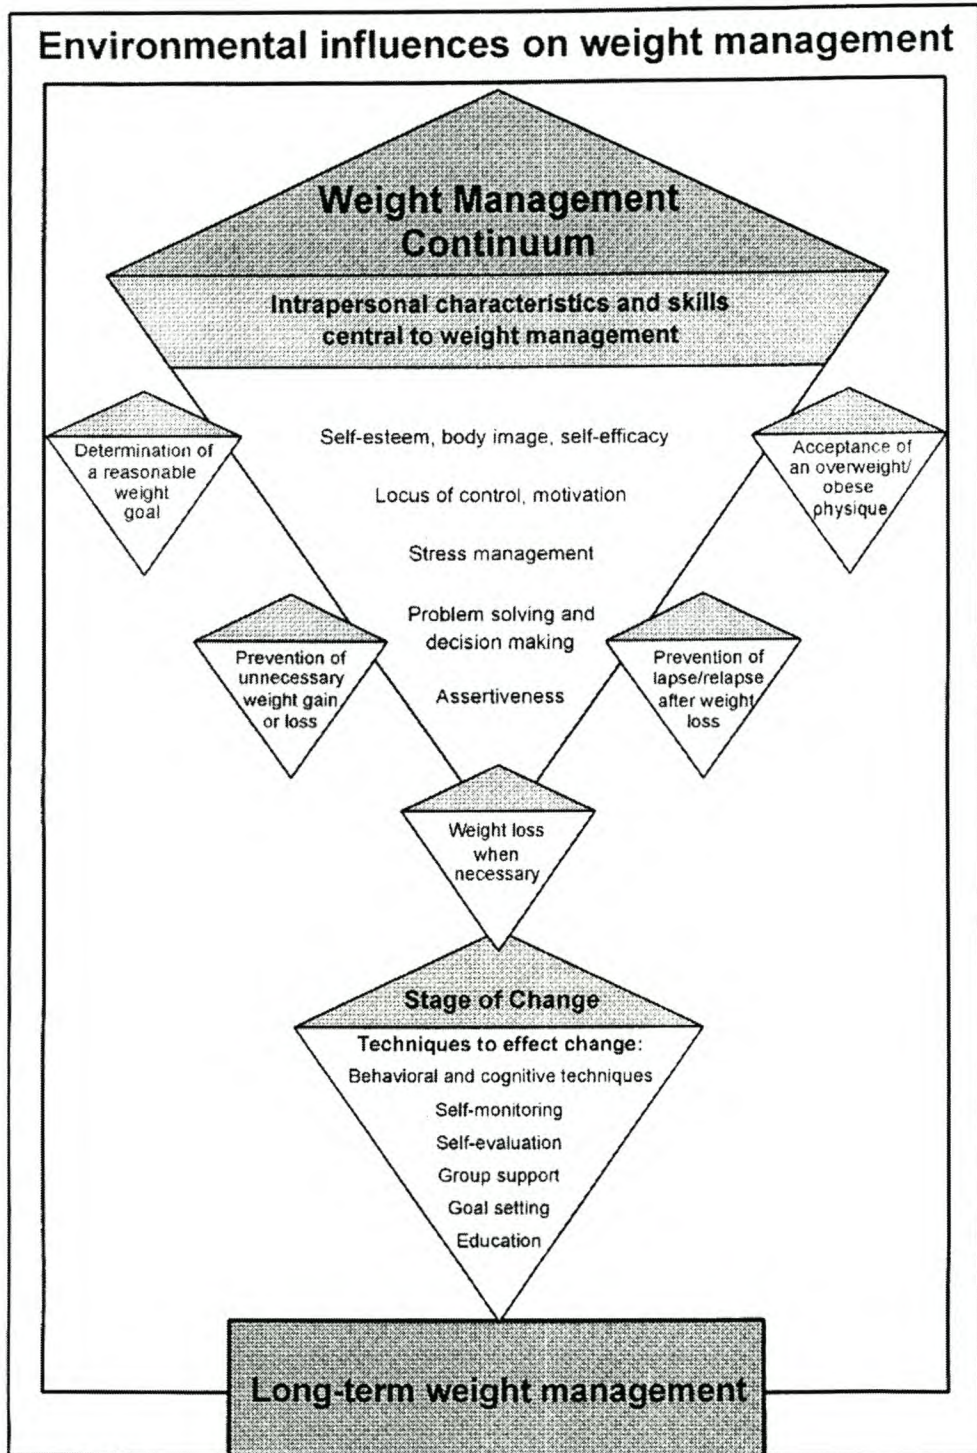 Environmental influences on weight management
Weight Management
Continuum
Intrapersonal characteristics and skills
central to weight management
Self-esteem, body image, self-efficacy
Locus of control, motivation
Stress management
Problem solving and
decision making
Assertiveness
Determination of
a reasonable
weight
goal
Prevention of
unnecessary
weight gain
or loss
Weight loss
when
necessary
Prevention of
lapse/relapse
after weight
loss
Acceptance of
an overweight/
obese
physique
Stage of Change
Techniques to effect change:
Behavioral and cognitive techniques
Self-monitoring
Self-evaluation
Group support
Goal setting
Education
Long-term weight management